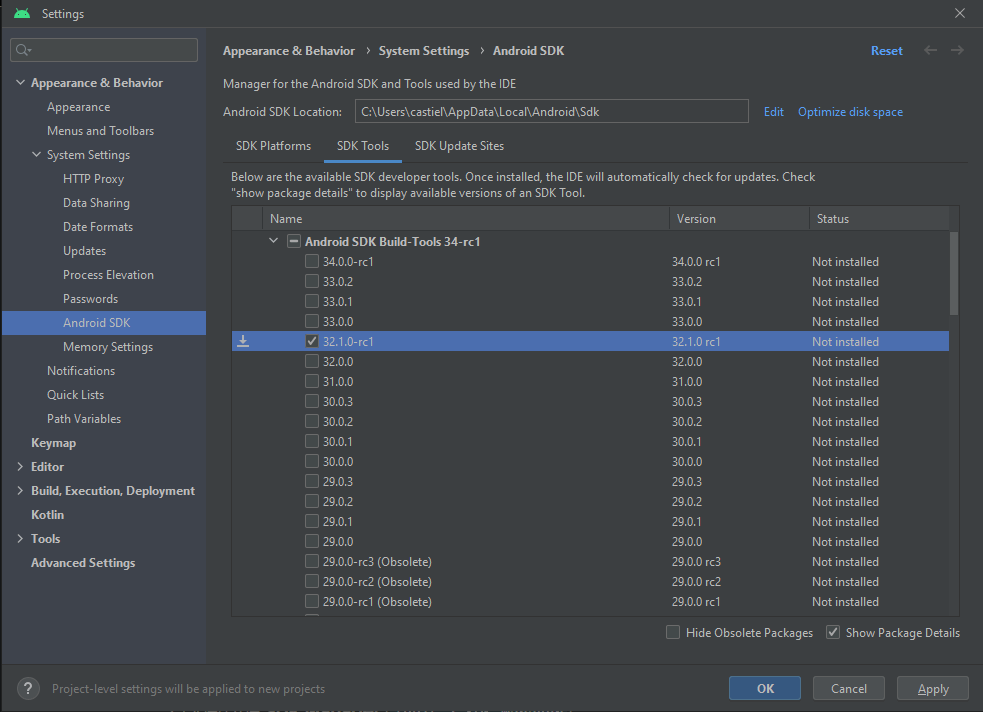 Settings
Appearance & Behavior
Appearance
Menus and Toolbars
System Settings
HTTP Proxy
Data Sharing
Date Formats
Updates
Process Elevation
Passwords
Android SDK
Memory Settings
Notifications
Quick Lists
Path Variables
Keymap
Editor
Build, Execution, Deployment
Kotlin
Tools
Advanced Settings
Appearance & Behavior › System Settings › Android SDK
Reset
Manager for the Android SDK and Tools used by the IDE
Android SDK Location: C:\Users\castiel\AppData\Local\Android\Sdk Edit Optimize disk space
SDK Platforms SDK Tools SDK Update Sites
Below are the available SDK developer tools. Once installed, the IDE will automatically check for updates. Check
"show package details" to display available versions of an SDK Tool.
Name Version Status
Android SDK Build-Tools 34-rc1
34.0.0-rc1 34.0.0 rc1 Not installed
33.0.2 33.0.2 Not installed
33.0.1 33.0.1 Not installed
33.0.0 33.0.0 Not installed
32.1.0-rc1 32.1.0 rc1 Not installed
32.0.0 32.0.0 Not installed
31.0.0 31.0.0 Not installed
30.0.3 30.0.3 Not installed
30.0.2 30.0.2 Not installed
30.0.1 30.0.1 Not installed
30.0.0 30.0.0 Not installed
29.0.3 29.0.3 Not installed
29.0.2 29.0.2 Not installed
29.0.1 29.0.1 Not installed
29.0.0 29.0.0 Not installed
29.0.0-rc3 (Obsolete) 29.0.0 rc3 Not installed
29.0.0-rc2 (Obsolete) 29.0.0 rc2 Not installed
29.0.0-rc1 (Obsolete) 29.0.0 rc1 Not installed
Hide Obsolete Packages Show Package Details
? Project-level settings will be applied to new projects
OK Cancel Apply